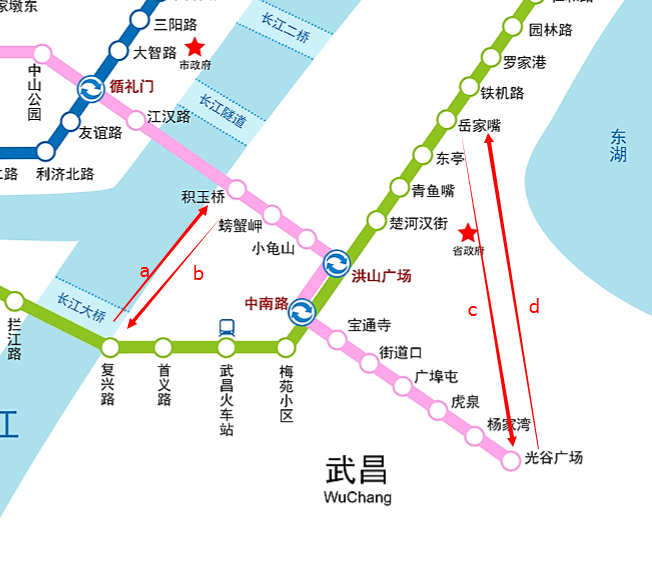 三阳路
长江二桥
园林路
大智路
市政府
罗家港
中山公园
循礼门
铁机路
江汉路
长江隧道
友谊路
岳家嘴
东湖
利济北路
东亭
积玉桥
青鱼嘴
螃蟹岬
楚河汉街
小龟山
省政府
a
b
洪山广场
长江大桥
中南路
c
d
拦江路
宝通寺
街道口
复兴路
首义路
武昌火车站
梅苑小区
广埠屯
虎泉
江
杨家湾
光谷广场
武昌
WuChang